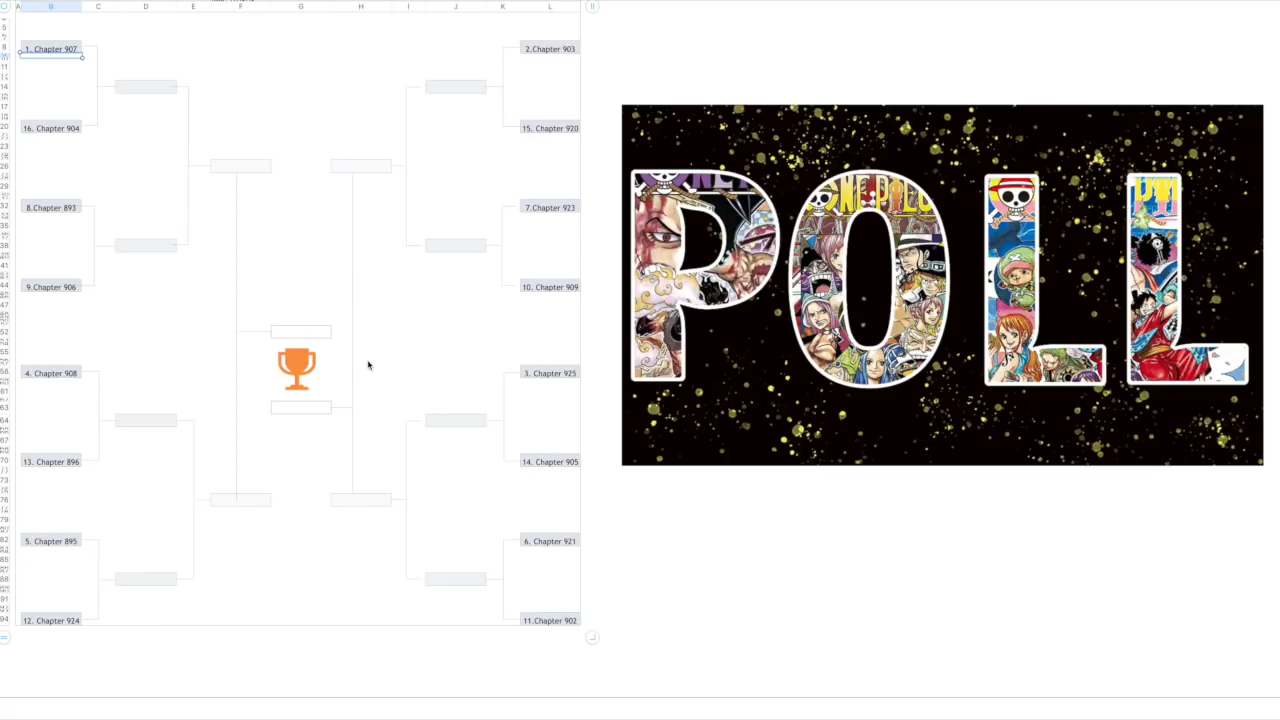 A B C D E F G H I J K L
1. Chapter 907
2.Chapter 903
16. Chapter 904
15. Chapter 920
8.Chapter 893
7.Chapter 923
9.Chapter 906
10. Chapter 909
4. Chapter 908
3. Chapter 925
13. Chapter 896
14. Chapter 905
5. Chapter 895
6. Chapter 921
12. Chapter 924
11.Chapter 902
POLL
ONE PIECE